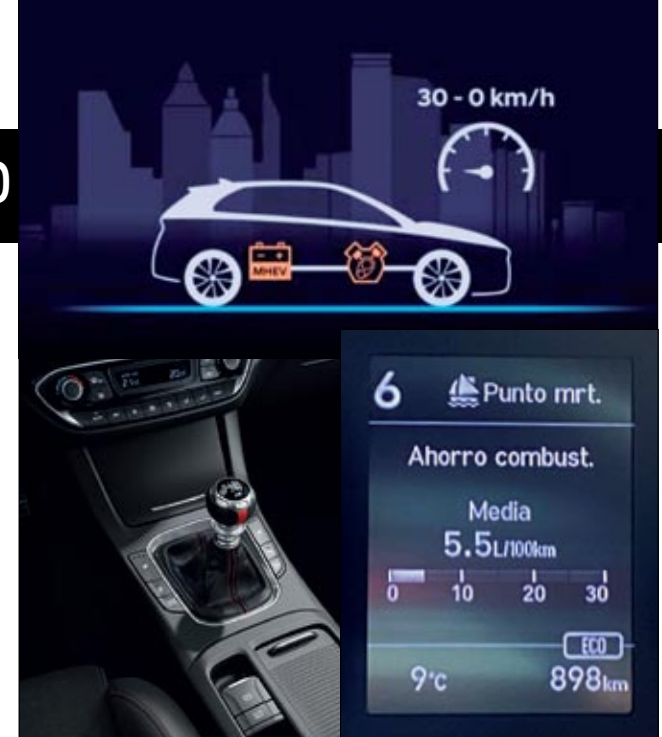 30 - 0 km/h
MHEV
6 Punto mrt.
Ahorro combust.
Media
5.5L/100km
0 10 20 30
ECO
9°C 898km